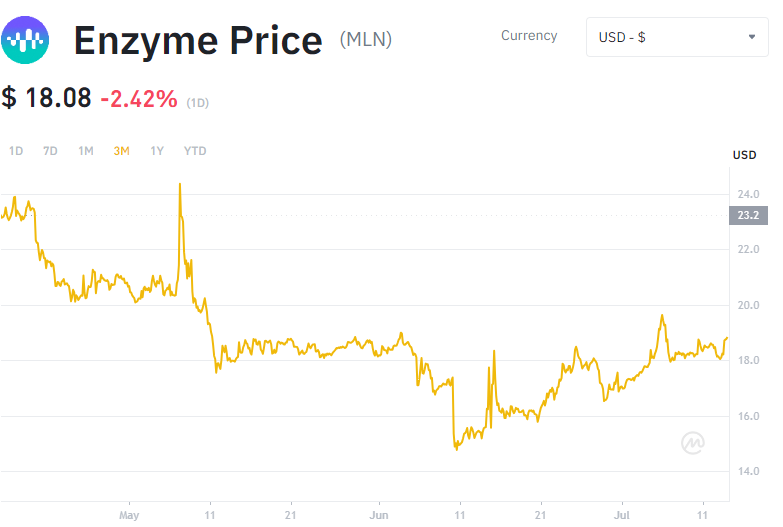 Enzyme Price (MLN)
Currency
USD - $
$ 18.08 -2.42% (1D)
1D 7D 1M 3M 1Y YTD
USD
24.0
23.2
22.0
20.0
18.0
16.0
14.0
May 11 21 Jun 11 21 Jul 11